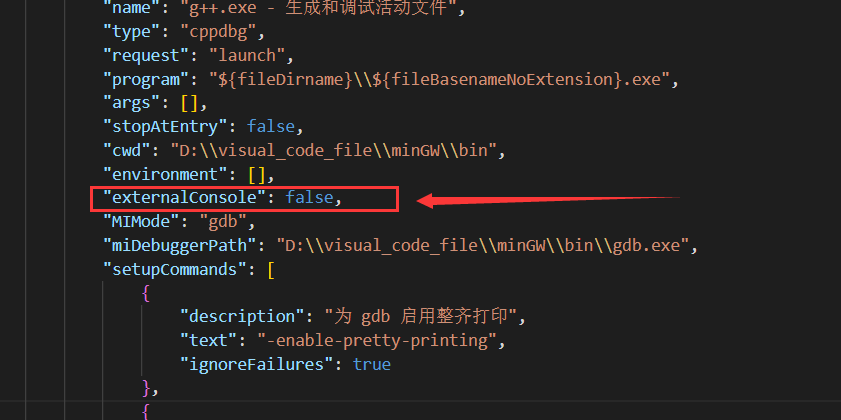 "name": "g++.exe - 生成和调试活动文件",
"type": "cppdbg",
"request": "launch",
"program": "${fileDirname}\\${fileBasenameNoExtension}.exe",
"args": [],
"stopAtEntry": false,
"cwd": "D:\\visual_code_file\\minGW\\bin",
"environment": [],
"externalConsole": false,
"MIMode": "gdb",
"miDebuggerPath": "D:\\visual_code_file\\minGW\\bin\\gdb.exe",
"setupCommands": [
{
"description": "为 gdb 启用整齐打印",
"text": "-enable-pretty-printing",
"ignoreFailures": true
},
{